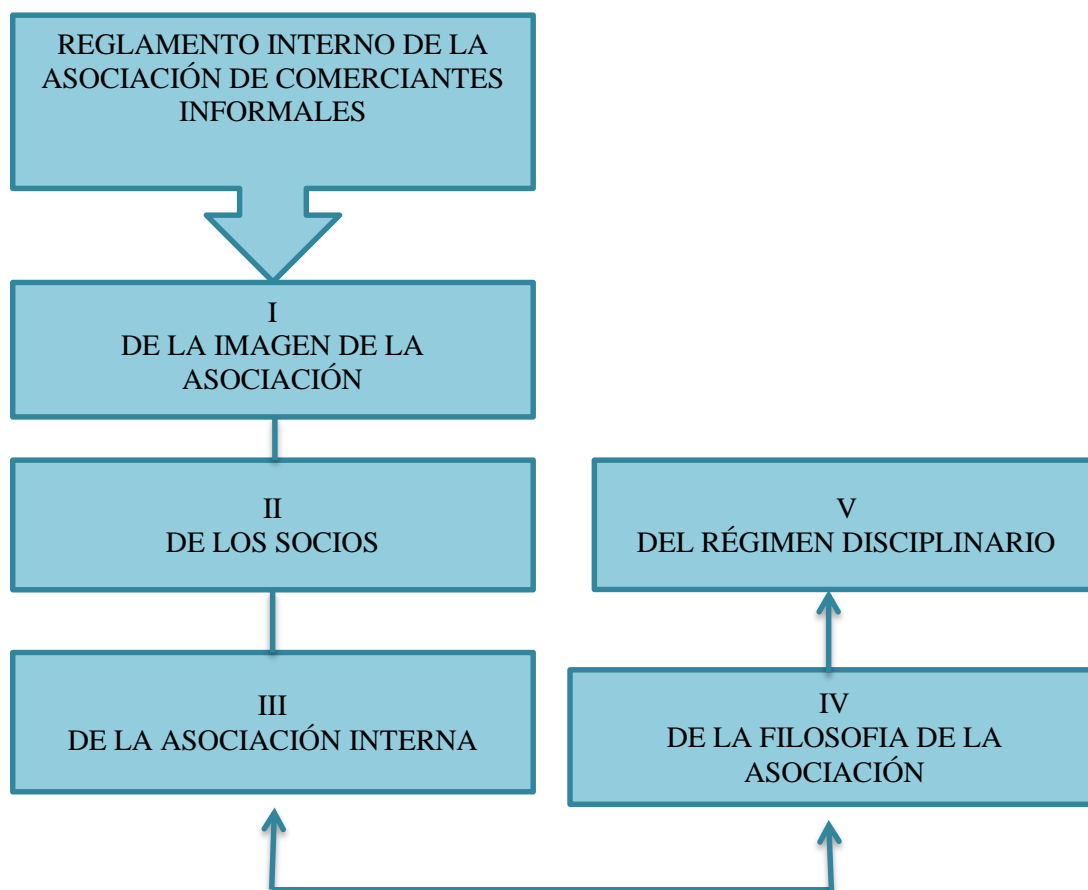 REGLAMENTO INTERNO DE LA
ASOCIACIÓN DE COMERCIANTES
INFORMALES
I
DE LA IMAGEN DE LA
ASOCIACIÓN
II
DE LOS SOCIOS
III
DE LA ASOCIACIÓN INTERNA
IV
DE LA FILOSOFIA DE LA
ASOCIACIÓN
V
DEL RÉGIMEN DISCIPLINARIO